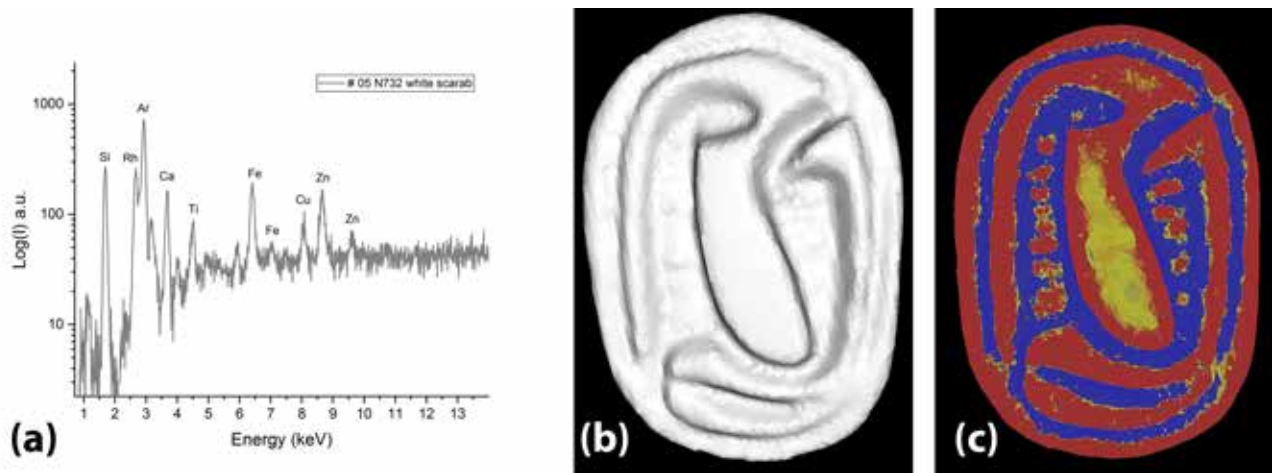 # 05 N732 white scarab
1000
100
10
Log(I) a.u.
Si
Rh
Ar
Ca
Ti
Fe
Fe
Cu
Zn
Zn
1 2 3 4 5 6 7 8 9 10 11 12 13
Energy (keV)
(a)
(b)
(c)